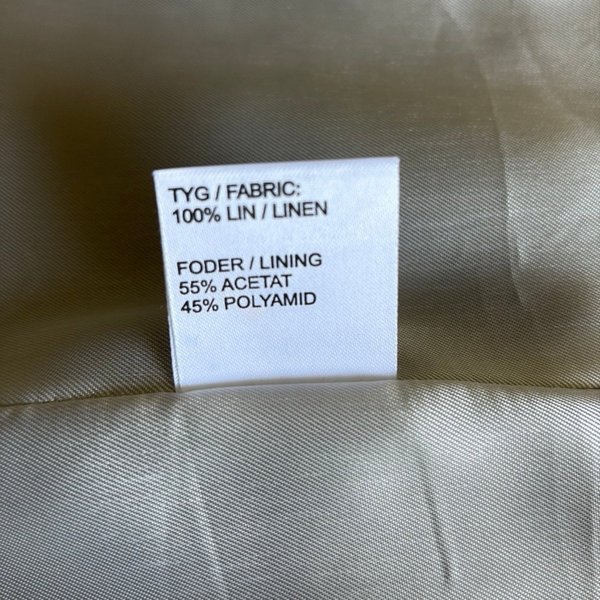 TYG / FABRIC:
100% LIN / LINEN
FODER / LINING
55% ACETAT
45% POLYAMID